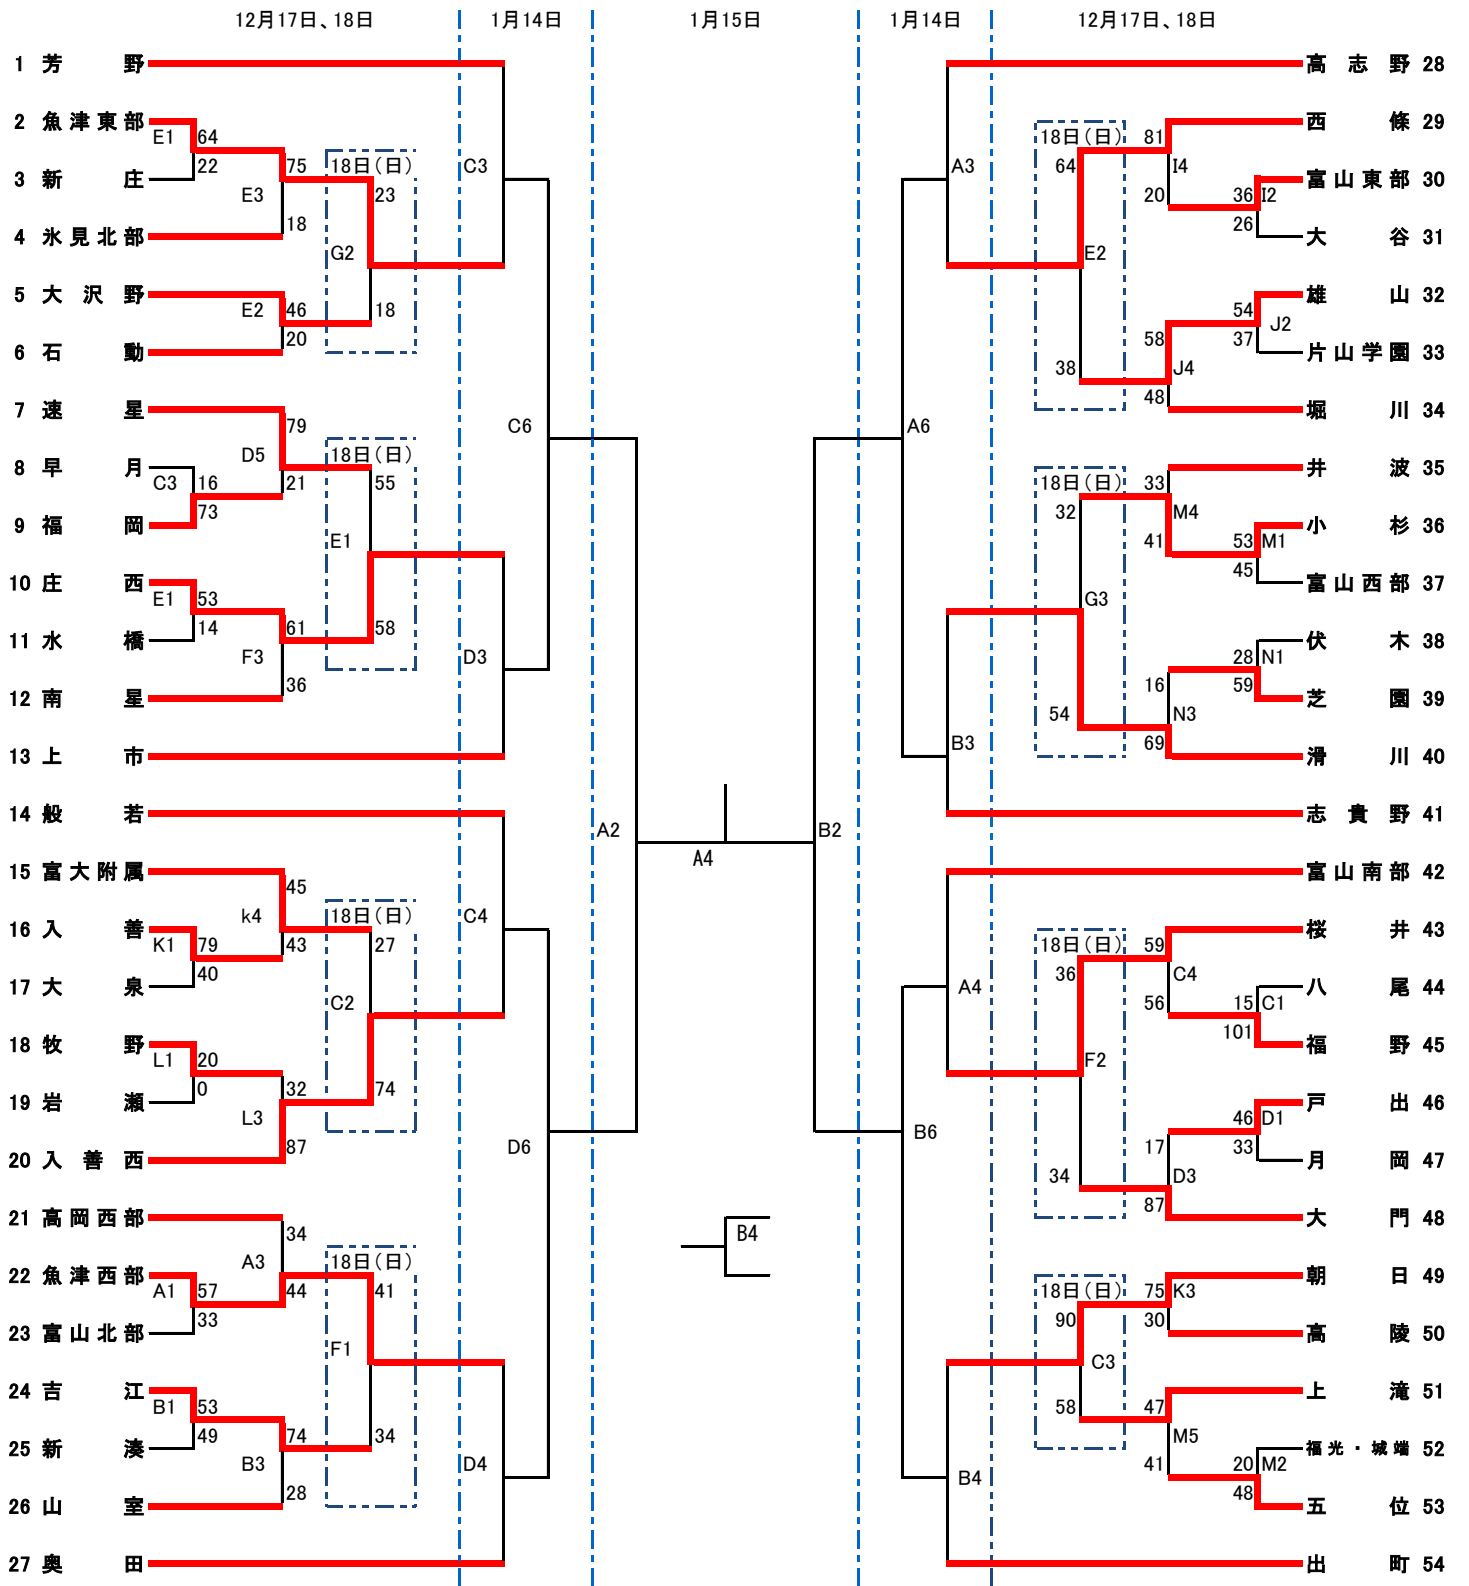 12月17日、18日 1月14日 1月15日 1月14日 12月17日、18日
1 芳野 高志野 28
2 魚津東部 西條 29
E1 64 18日(日) 81
22 75 18日(日) C3 A3 64 I4
3 新庄 富山東部 30
E3 23 20 36 I2
18 26
4 氷見北部 大谷 31
G2 E2
5 大沢野 雄山 32
E2 46 18 54 J2
20 58 37
6 石動 片山学園 33
38 J4
48
7 速星 堀川 34
79 C6 A6
D5 18日(日)
8 早月 井波 35
C3 16 21 55 18日(日) 33
73 32 M4
9 福岡 小杉 36
E1 41 53 M1
45
10 庄西 富山西部 37
E1 53 G3
14 61 58
11 水橋 伏木 38
F3 D3 28 N1
36 16 59
12 南星 芝園 39
54 N3
B3 69
13 上市 滑川 40
14 般若 志貴野 41
A2 B2
A4
15 富大附属 富山南部 42
45
k4 18日(日) C4
16 入善 桜井 43
K1 79 43 27 18日(日) 59
40 36 C4
17 大泉 八尾 44
C2 A4 56 15 C1
101
18 牧野 福野 45
L1 20 F2
0 32 74
19 岩瀬 戸出 46
L3 46 D1
87 D6 B6 17 33
20 入善西 月岡 47
34 D3
87
21 高岡西部 大門 48
34 B4
A3 18日(日)
22 魚津西部 朝日 49
A1 57 44 41 18日(日) 75 K3
33 90 30
23 富山北部 高陵 50
F1 C3
24 吉江 上滝 51
B1 53 58 47
49 74 34 M5
25 新湊 福光・城端 52
B3 D4 B4 41 20 M2
28 48
26 山室 五位 53
27 奥田 出町 54